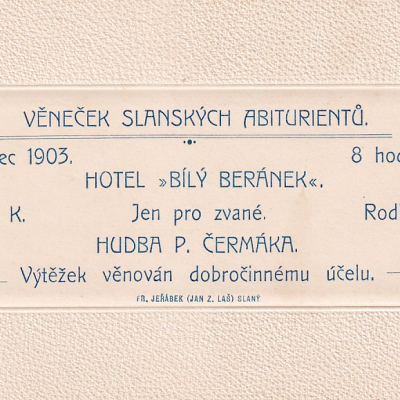 VĚNEČEK SLANSKÝCH ABITURIENTŮ.
ec 1903. 8 hod
HOTEL »BÍLÝ BERÁNEK«.
K. Jen pro zvané. Rod
HUDBA P. ČERMÁKA.
Výtěžek věnován dobročinnému účelu.
FR. JEŘÁBEK (JAN Z. LAŠ) SLANÝ